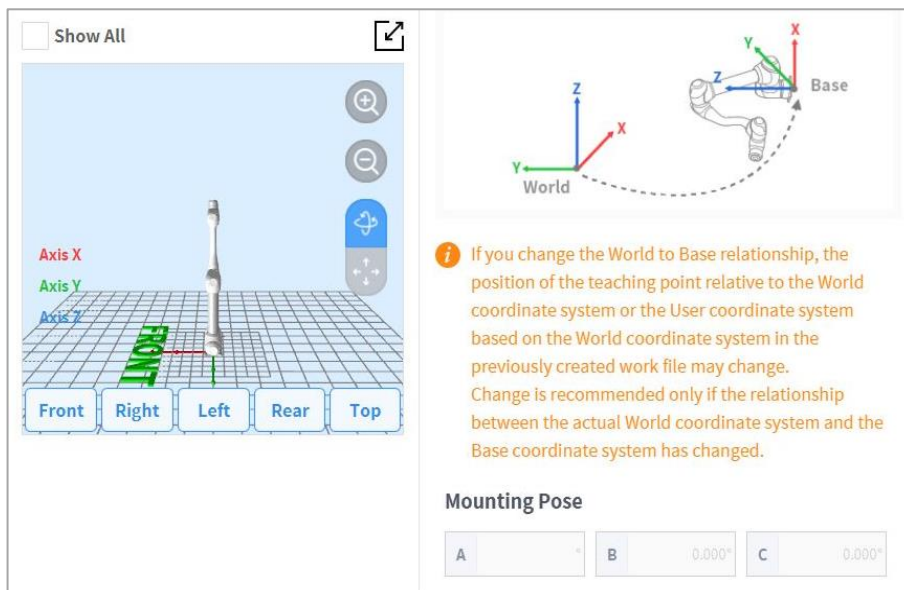 Show All
Axis X
Axis Y
Axis Z
FRONT
Front
Right
Left
Rear
Top
Z
X
Y
World
X
Y
Z
Base
If you change the World to Base relationship, the
position of the teaching point relative to the World
coordinate system or the User coordinate system
based on the World coordinate system in the
previously created work file may change.
Change is recommended only if the relationship
between the actual World coordinate system and the
Base coordinate system has changed.
Mounting Pose
A °
B 0.000°
C 0.000°